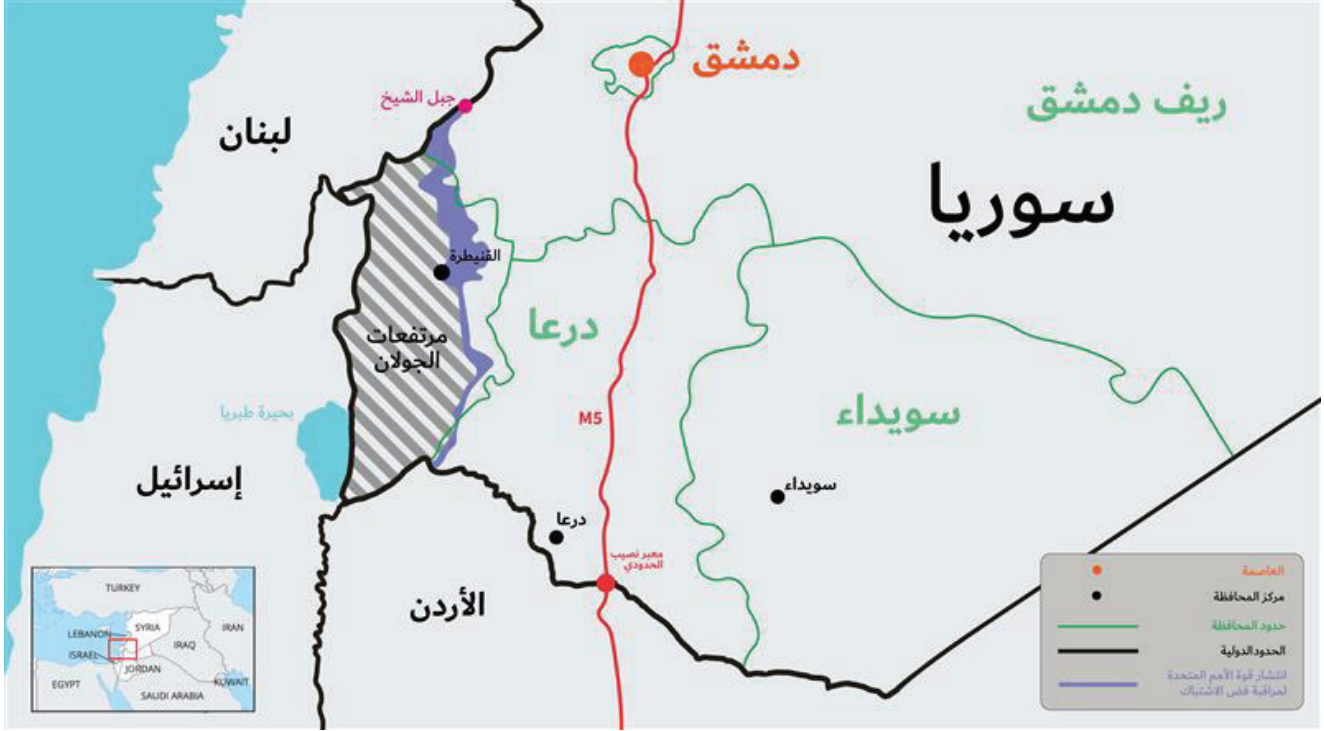 دمشق
ريف دمشق
جبل الشيخ
لبنان
سوريا
القنيطرة
مرتفعات
الجولان
درعا
بحيرة طبريا
M5
سويداء
إسرائيل
سويداء
درعا
معبر نصيب
الحدودي
الأردن
العاصمة
مركز المحافظة
حدود المحافظة
الحدود الدولية
انتشار قوة الأمم المتحدة
لمراقبة فض الاشتباك
TURKEY
LEBANON
SYRIA
IRAN
ISRAEL
IRAQ
JORDAN
EGYPT
KUWAIT
SAUDI ARABIA